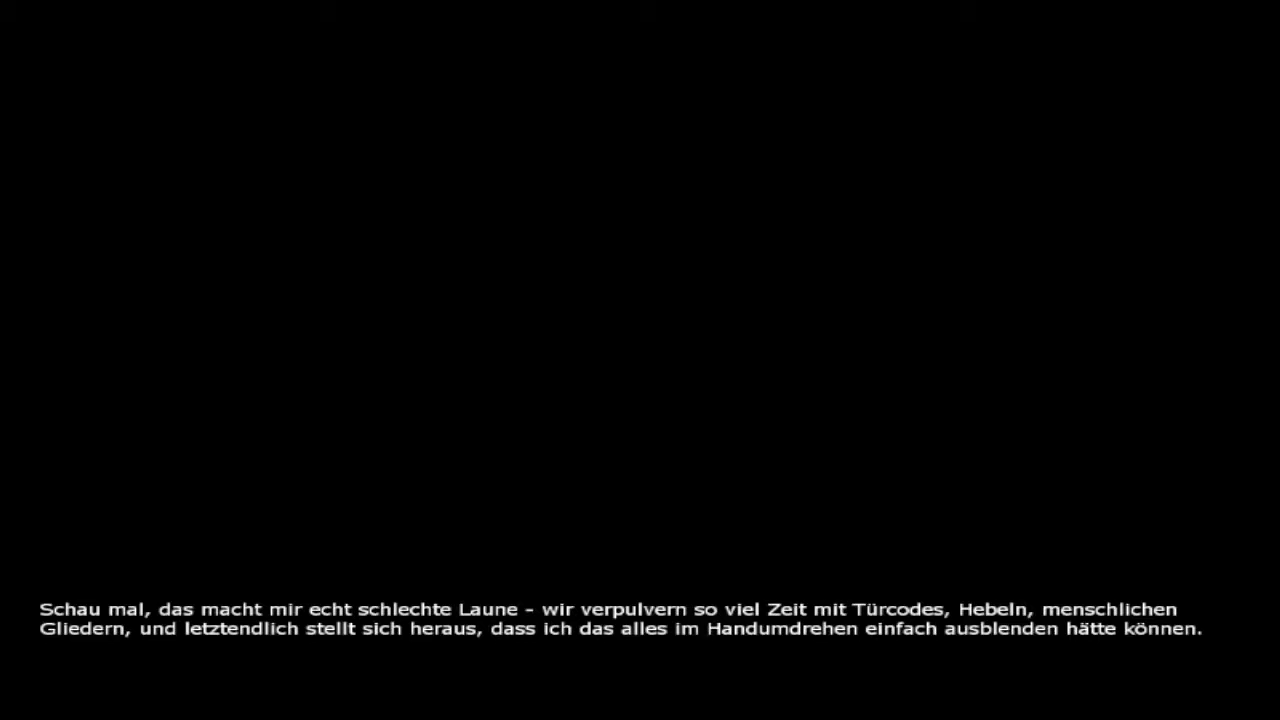 Schau mal, das macht mir echt schlechte Laune - wir verpulvern so viel Zeit mit Türcodes, Hebeln, menschlichen
Gliedern, und letztendlich stellt sich heraus, dass ich das alles im Handumdrehen einfach ausblenden hätte können.